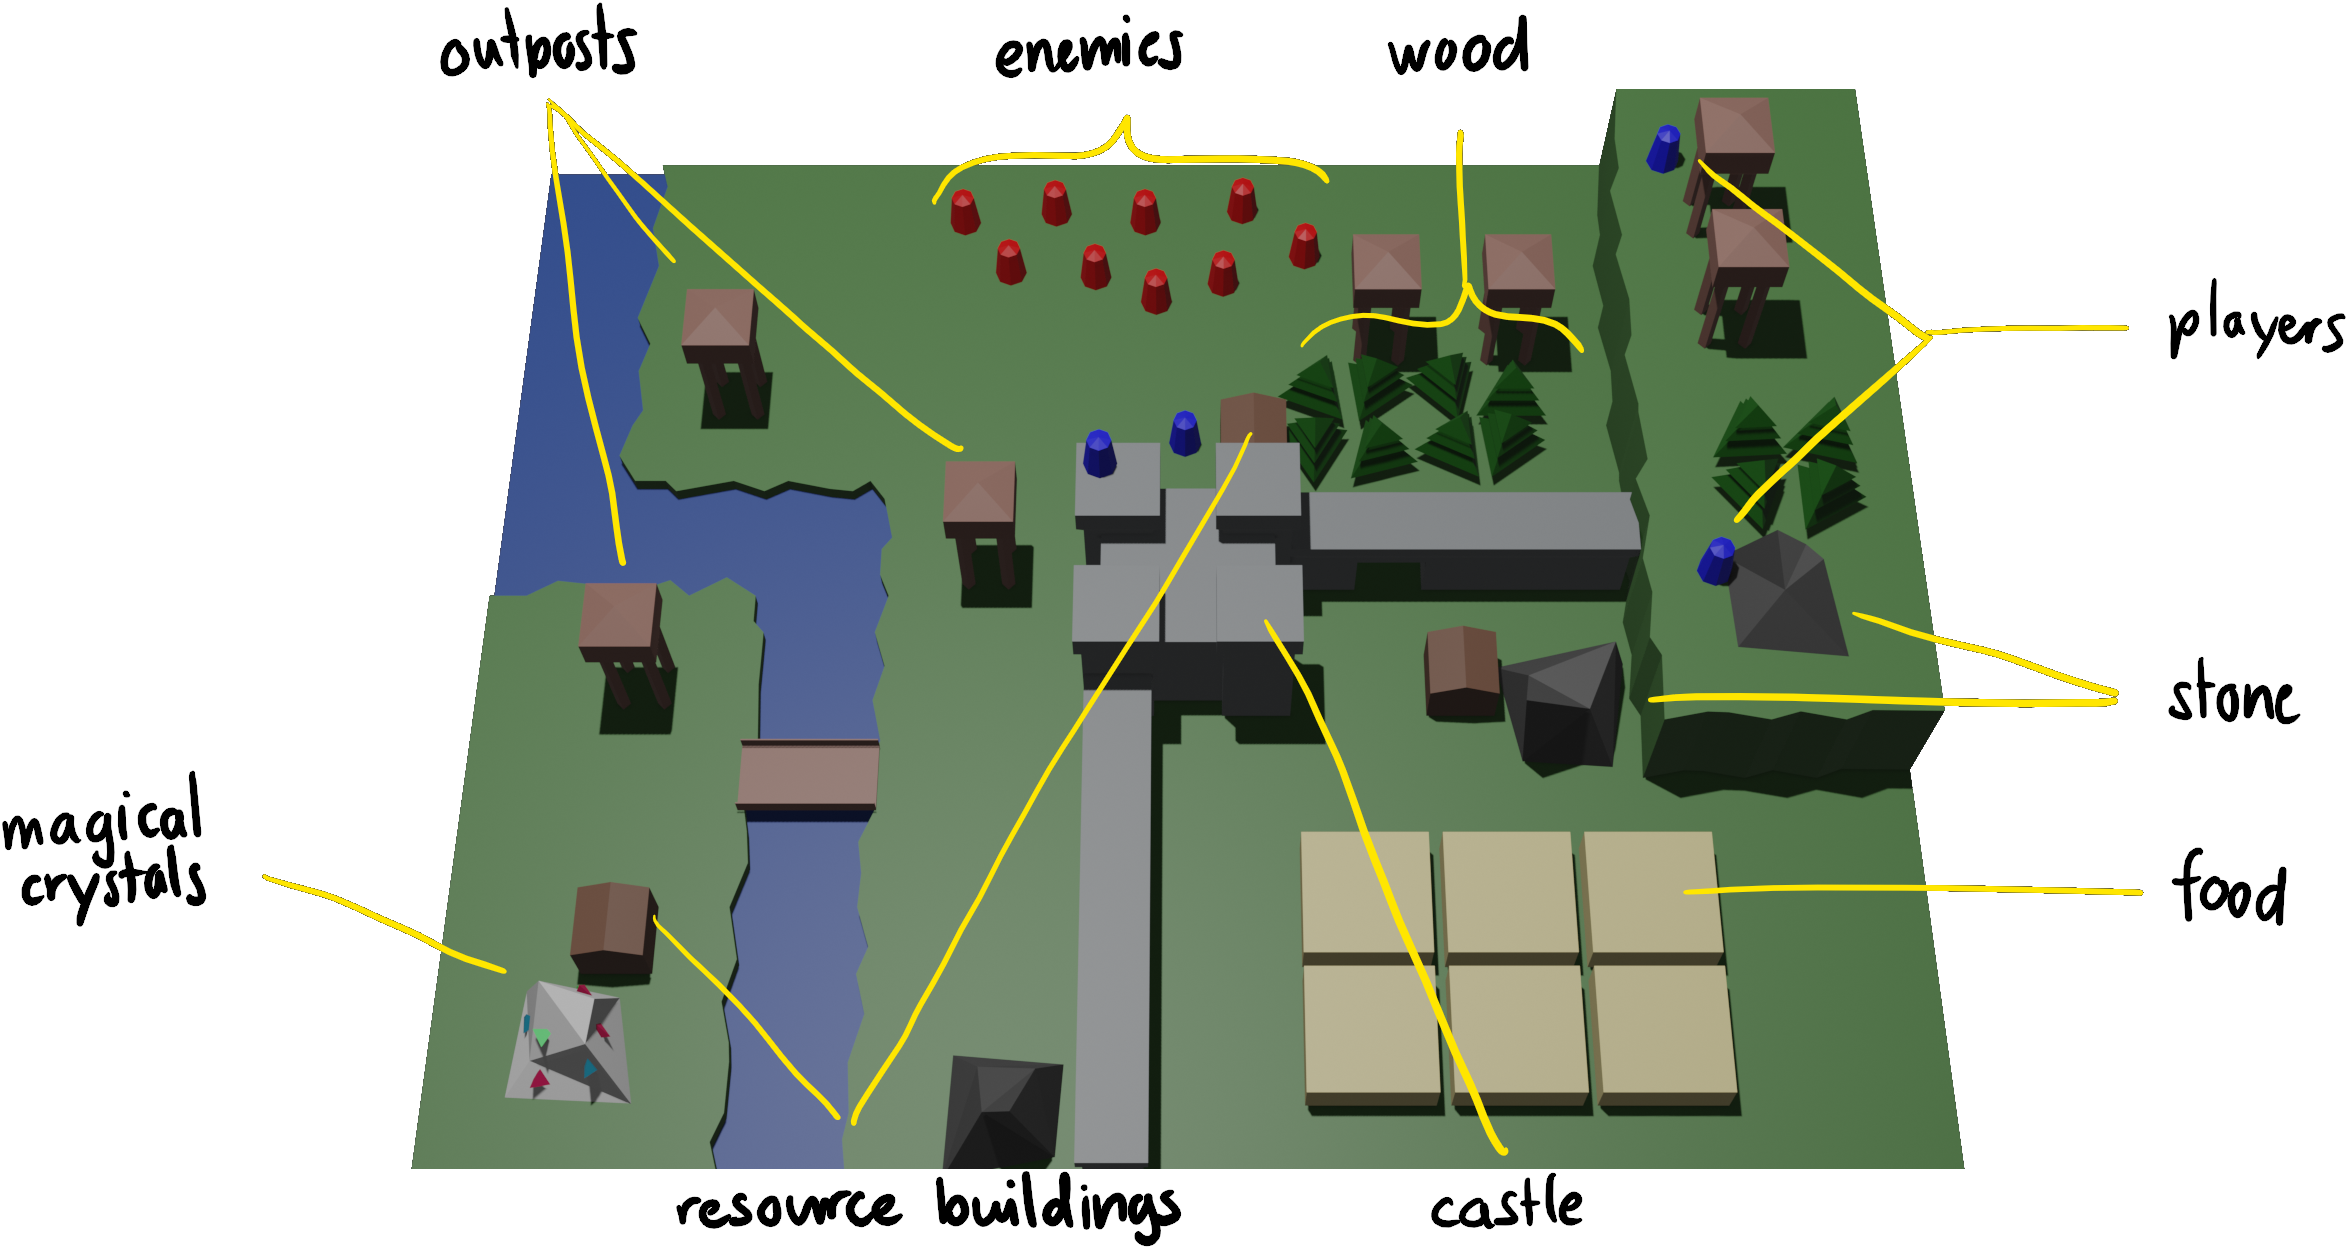 outposts
enemies
wood
players
stone
magical
crystals
food
resource buildings
castle